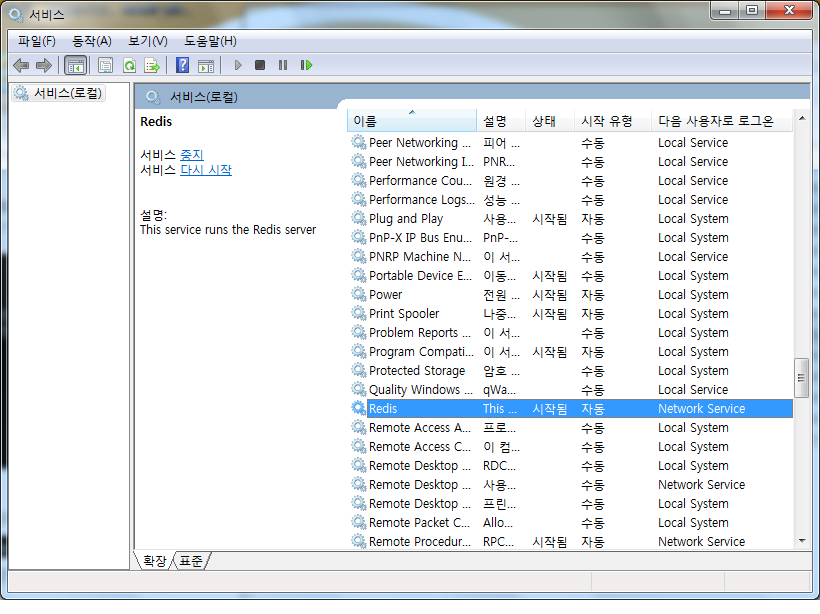 서비스
파일(F) 동작(A) 보기(V) 도움말(H)
서비스(로컬)
서비스(로컬)
Redis
서비스 중지
서비스 다시 시작
설명:
This service runs the Redis server
이름 설명 상태 시작 유형 다음 사용자로 로그온
Peer Networking ... 피어 ... 수동 Local Service
Peer Networking I... PNR... 수동 Local Service
Performance Cou... 원경 ... 수동 Local Service
Performance Logs... 성능 ... 수동 Local Service
Plug and Play 사용... 시작됨 자동 Local System
PnP-X IP Bus Enu... PnP-... 수동 Local System
PNRP Machine N... 이 서... 수동 Local Service
Portable Device E... 이동... 시작됨 수동 Local System
Power 전원 ... 시작됨 자동 Local System
Print Spooler 나중... 시작됨 자동 Local System
Problem Reports ... 이 서... 수동 Local System
Program Compati... 이 서... 시작됨 자동 Local System
Protected Storage 암호 ... 수동 Local System
Quality Windows ... qWa... 수동 Local Service
Redis This ... 시작됨 자동 Network Service
Remote Access A... 프로... 수동 Local System
Remote Access C... 이 컴... 수동 Local System
Remote Desktop ... RDC... 수동 Local System
Remote Desktop ... 사용... 수동 Network Service
Remote Desktop ... 프린... 수동 Local System
Remote Packet C... Allo... 수동 Local System
Remote Procedur... RPC... 시작됨 자동 Network Service
확장 표준